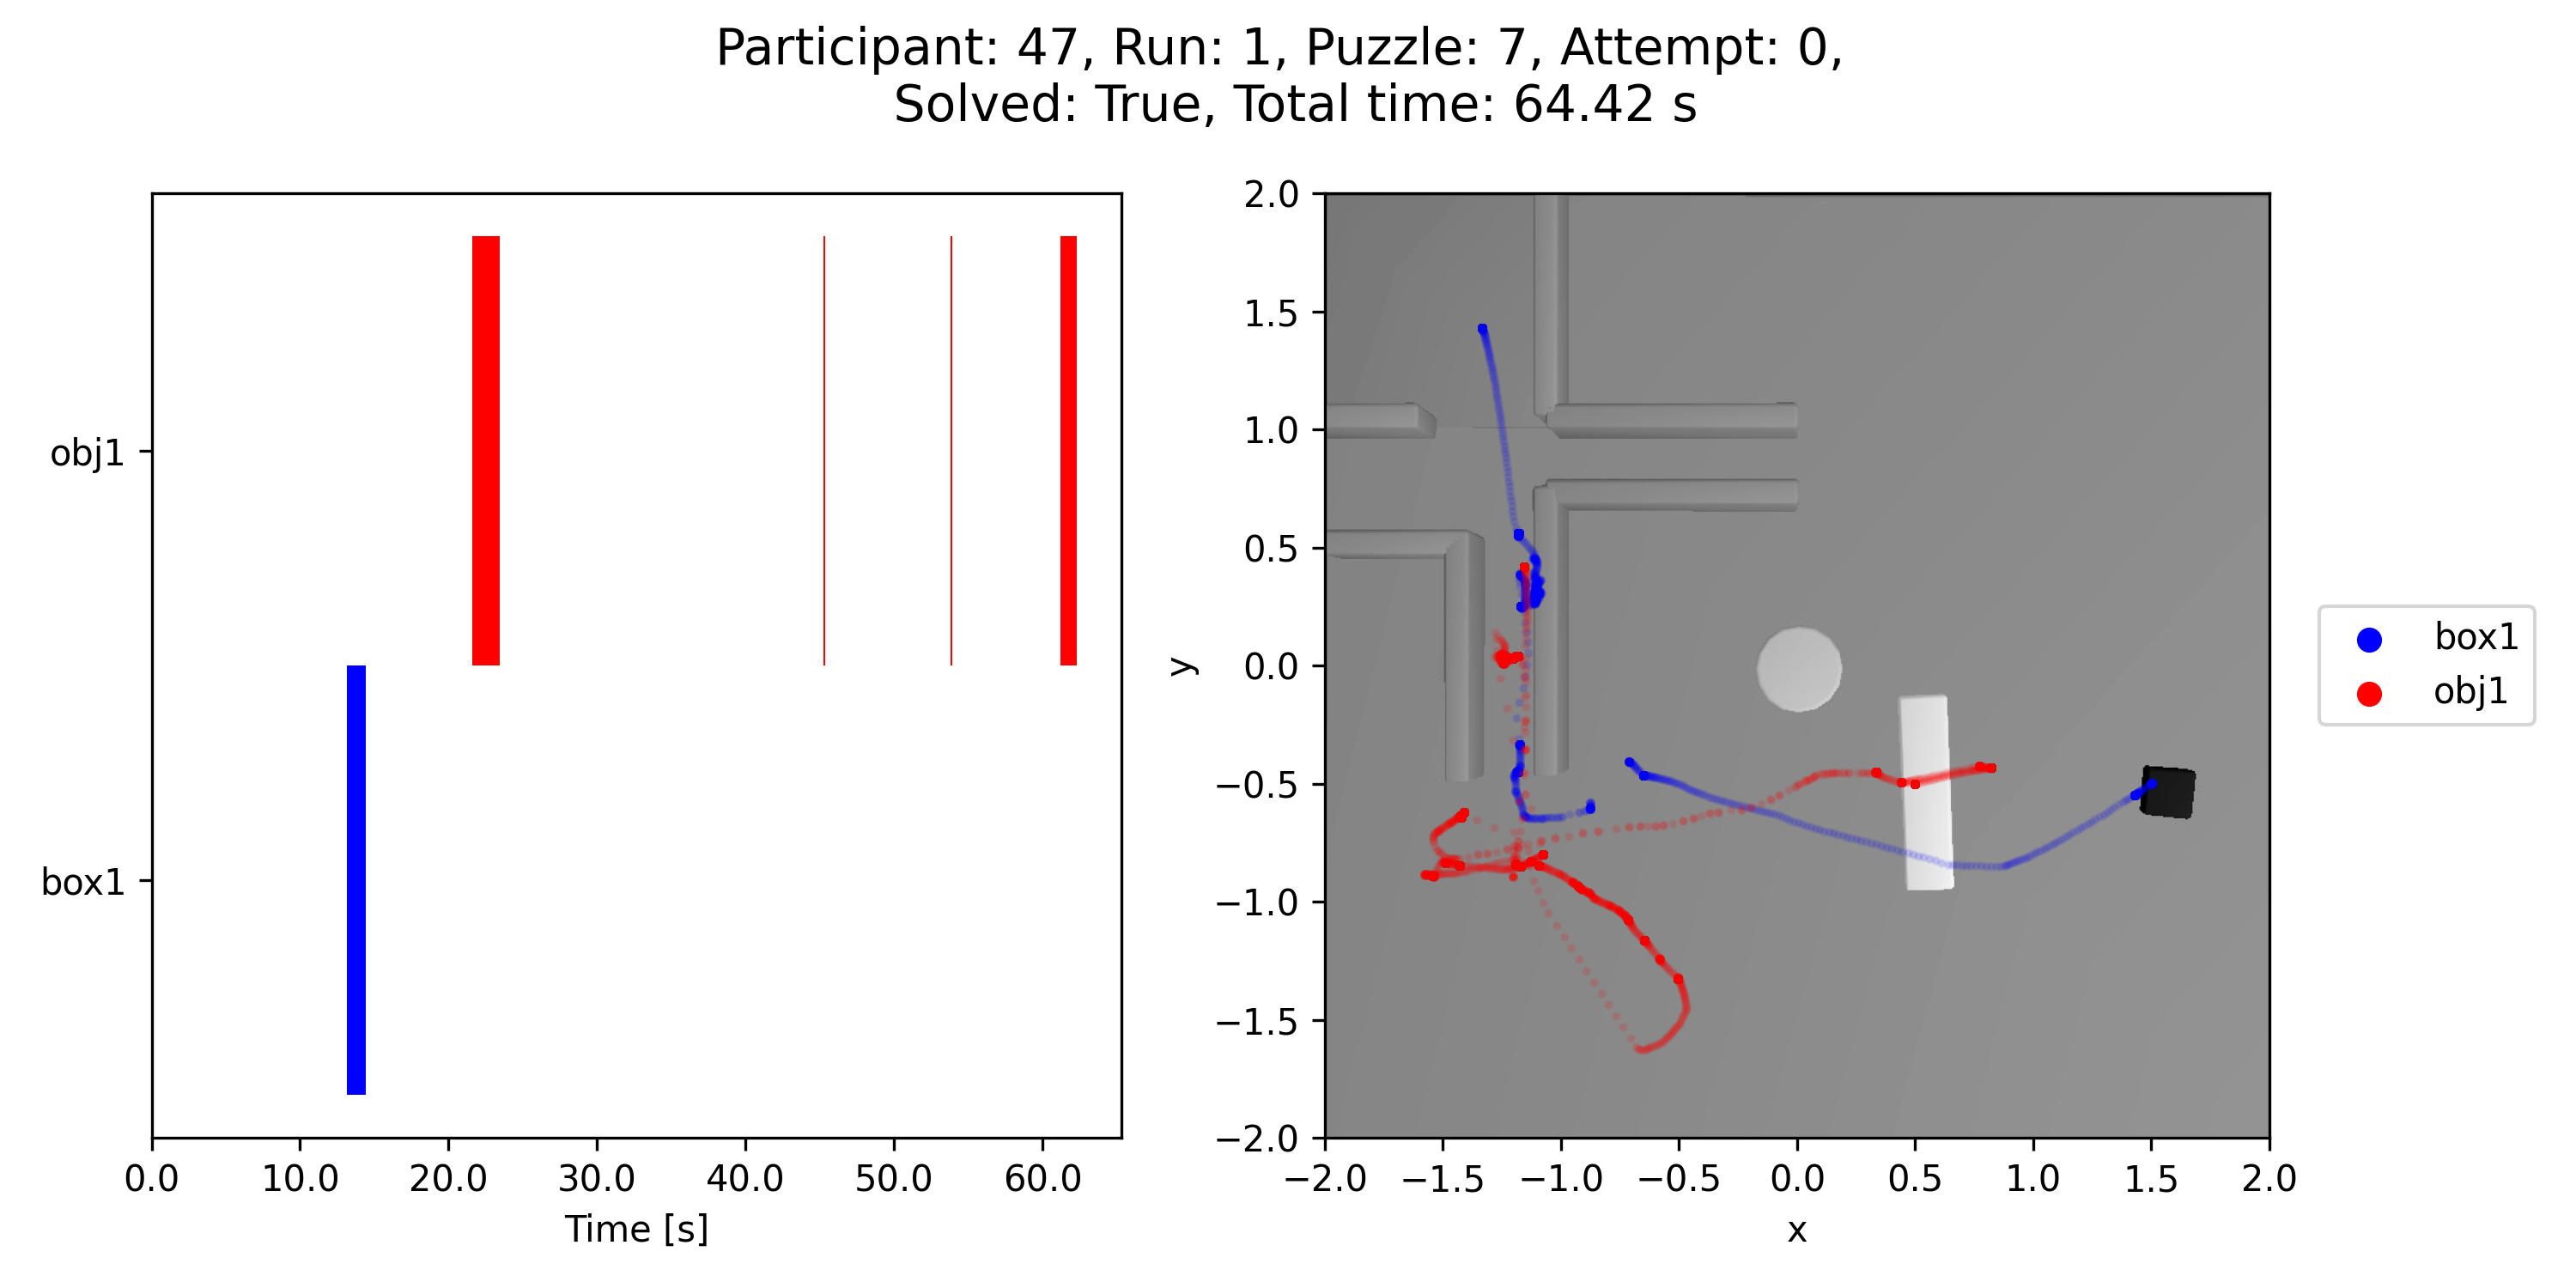 Participant: 47, Run: 1, Puzzle: 7, Attempt: 0,
Solved: True, Total time: 64.42 s
obj1
box1
0.0 10.0 20.0 30.0 40.0 50.0 60.0
Time [s]
2.0
1.5
1.0
0.5
0.0
−0.5
−1.0
−1.5
−2.0
y
−2.0 −1.5 −1.0 −0.5 0.0 0.5 1.0 1.5 2.0
x
box1
obj1